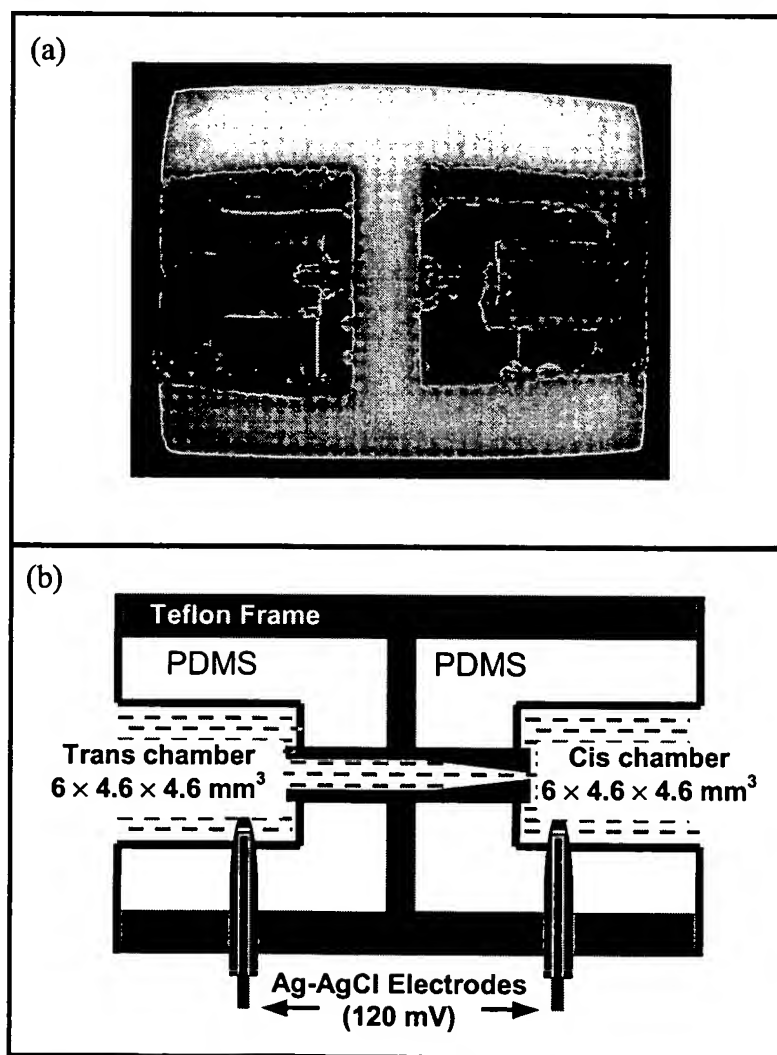 (a)
(b)
Teflon Frame
PDMS PDMS
Trans chamber
6 × 4.6 × 4.6 mm³
Cis chamber
6 × 4.6 × 4.6 mm³
Ag-AgCl Electrodes
(120 mV)